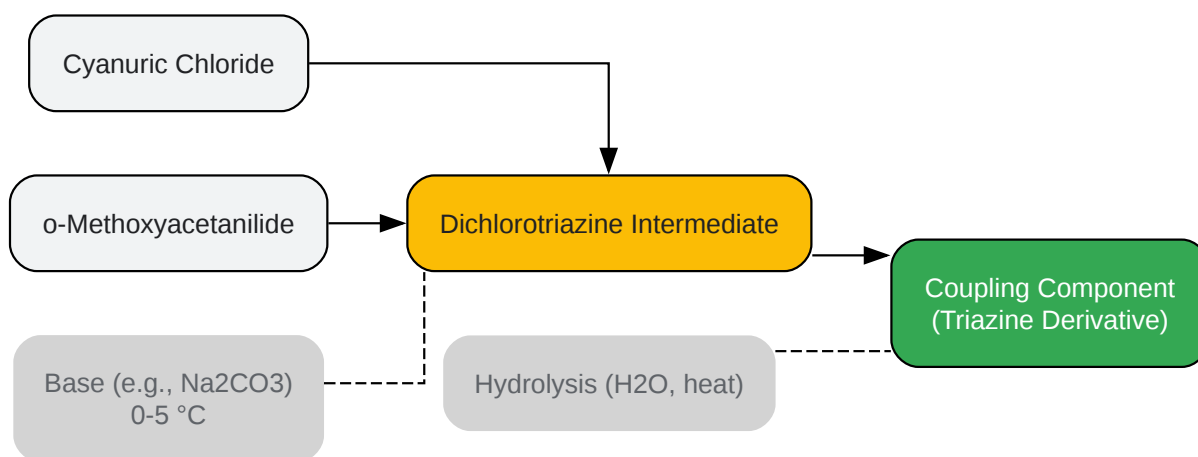 Cyanuric Chloride
o-Methoxyacetanilide
Dichlorotriazine Intermediate
Coupling Component
(Triazine Derivative)
Base (e.g., Na2CO3)
0-5 °C
Hydrolysis (H2O, heat)